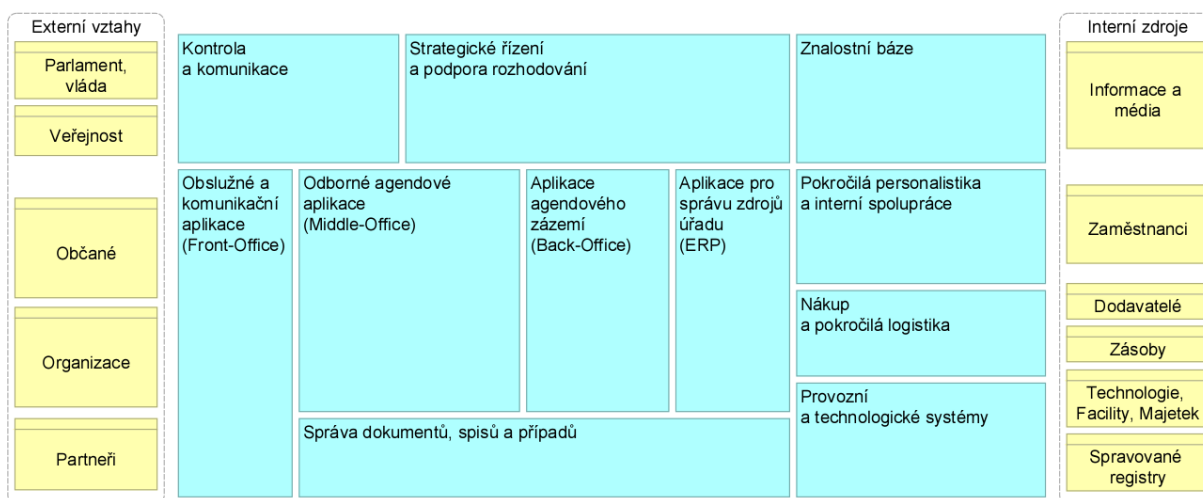 Externí vztahy
Parlament,
vláda
Veřejnost
Občané
Organizace
Partneři
Kontrola
a komunikace
Strategické řízení
a podpora rozhodování
Znalostní báze
Obslužné a
komunikační
aplikace
(Front-Office)
Odborné agendové
aplikace
(Middle-Office)
Aplikace
agendového
zázemí
(Back-Office)
Aplikace pro
správu zdrojů
úřadu
(ERP)
Pokročilá personalistika
a interní spolupráce
Nákup
a pokročilá logistika
Provozní
a technologické systémy
Správa dokumentů, spisů a případů
Interní zdroje
Informace a
média
Zaměstnanci
Dodavatelé
Zásoby
Technologie,
Facility, Majetek
Spravované
registry